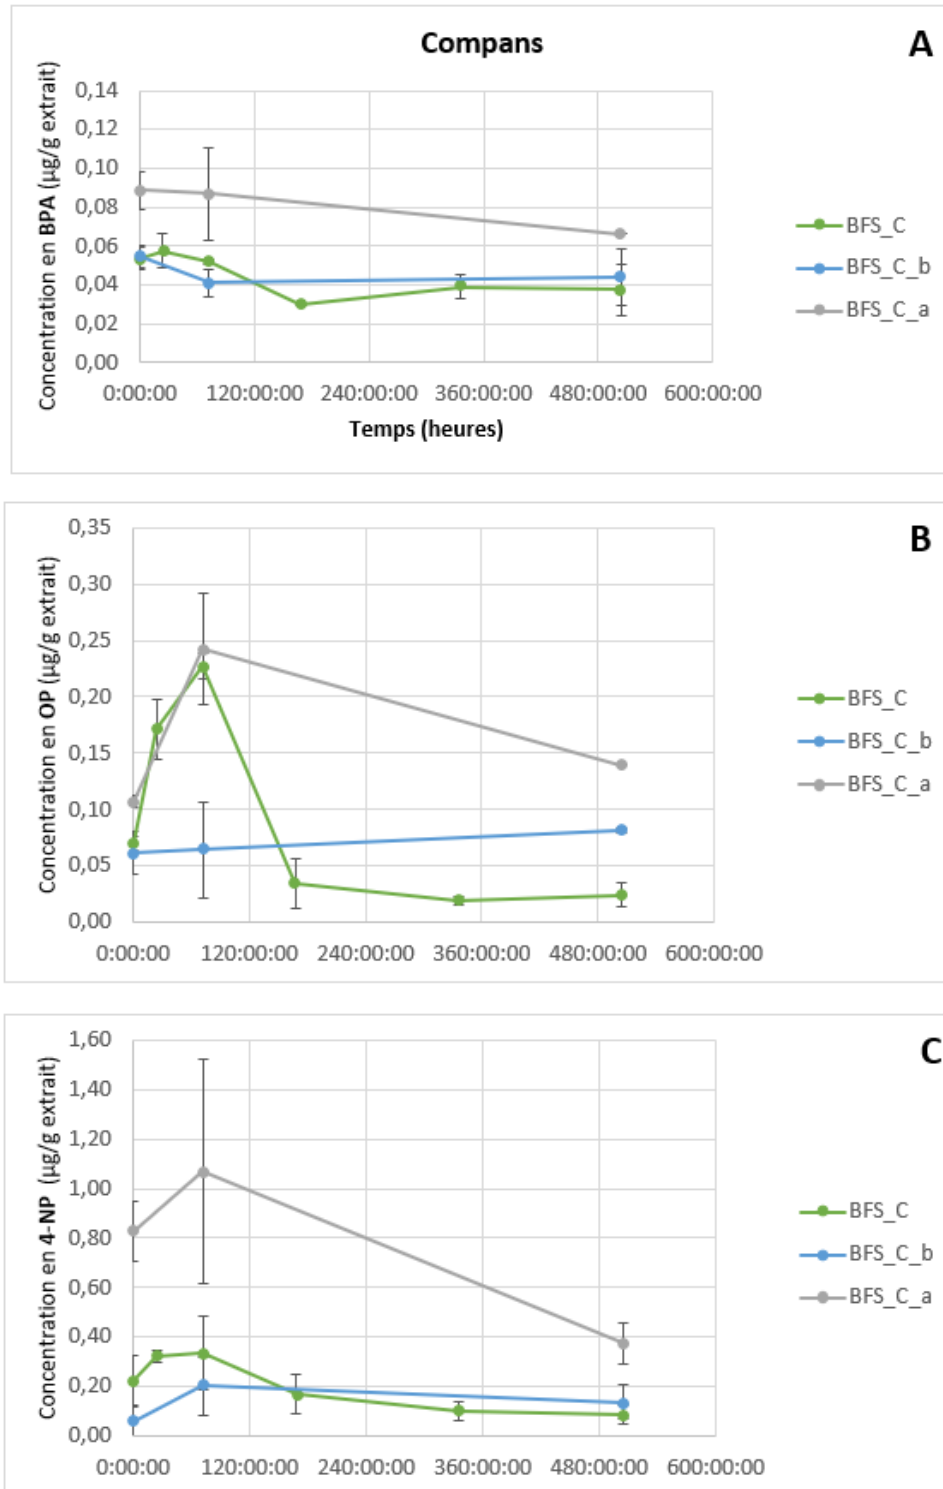 Compans
A
Concentration en BPA (µg/g extrait)
0,14
0,12
0,10
0,08
0,06
0,04
0,02
0,00
0:00:00 120:00:00 240:00:00 360:00:00 480:00:00 600:00:00
Temps (heures)
BFS_C
BFS_C_b
BFS_C_a
B
Concentration en OP (µg/g extrait)
0,35
0,30
0,25
0,20
0,15
0,10
0,05
0,00
0:00:00 120:00:00 240:00:00 360:00:00 480:00:00 600:00:00
BFS_C
BFS_C_b
BFS_C_a
C
Concentration en 4-NP (µg/g extrait)
1,60
1,40
1,20
1,00
0,80
0,60
0,40
0,20
0,00
0:00:00 120:00:00 240:00:00 360:00:00 480:00:00 600:00:00
BFS_C
BFS_C_b
BFS_C_a